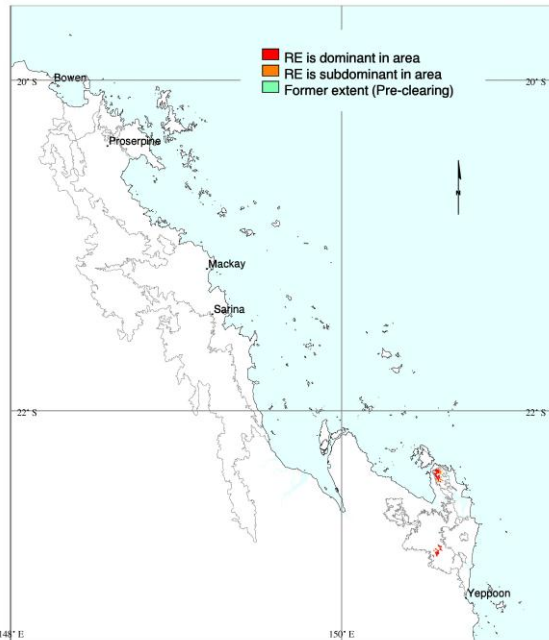 RE is dominant in area
RE is subdominant in area
Former extent (Pre-clearing)
20° S
20° S
Bowen
Proserpine
N
Mackay
Sarina
22° S
22° S
Yeppoon
148° E
150° E